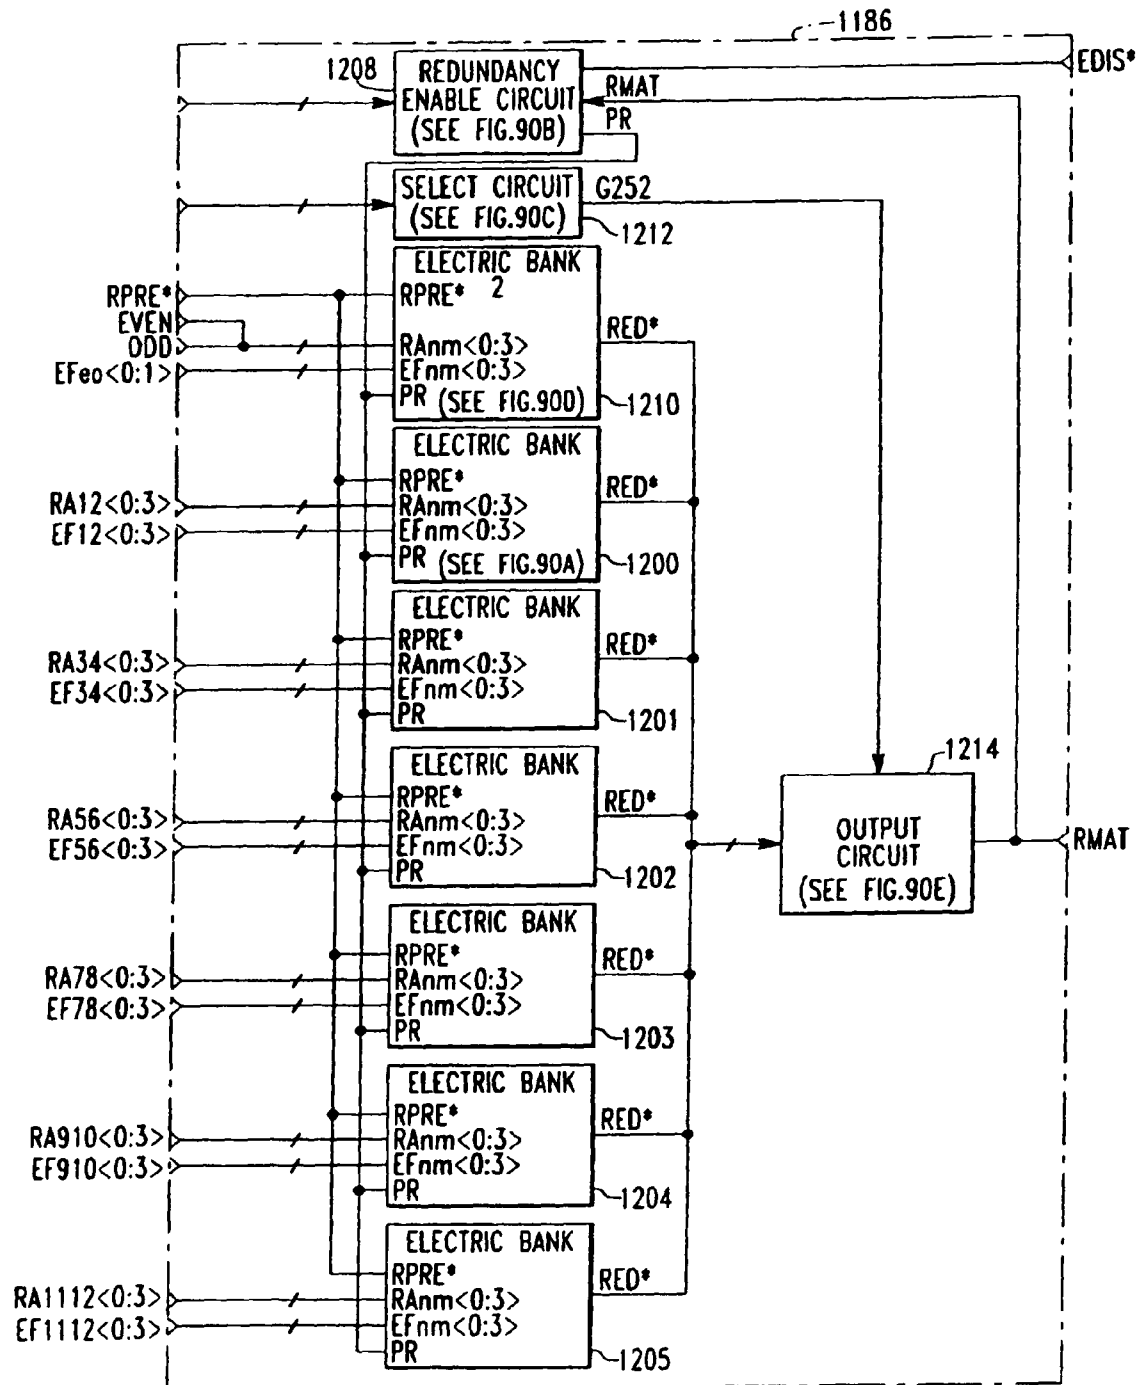 1186
1208
REDUNDANCY
ENABLE CIRCUIT
(SEE FIG.90B)
EDIS*
RMAT
PR
SELECT CIRCUIT
(SEE FIG.90C)
G252
1212
ELECTRIC BANK
2
RPRE*
RPRE*
EVEN
ODD
RAnm<0:3>
RED*
EFeo<0:1>
EFnm<0:3>
PR (SEE FIG.90D)
1210
ELECTRIC BANK
RPRE*
RA12<0:3>
RAnm<0:3>
RED*
EF12<0:3>
EFnm<0:3>
PR (SEE FIG.90A)
1200
ELECTRIC BANK
RPRE*
RA34<0:3>
RAnm<0:3>
RED*
EF34<0:3>
EFnm<0:3>
PR
1201
ELECTRIC BANK
RPRE*
RA56<0:3>
RAnm<0:3>
RED*
EF56<0:3>
EFnm<0:3>
PR
1202
1214
OUTPUT
CIRCUIT
(SEE FIG.90E)
RMAT
ELECTRIC BANK
RPRE*
RA78<0:3>
RAnm<0:3>
RED*
EF78<0:3>
EFnm<0:3>
PR
1203
ELECTRIC BANK
RPRE*
RA910<0:3>
RAnm<0:3>
RED*
EF910<0:3>
EFnm<0:3>
PR
1204
ELECTRIC BANK
RPRE*
RA1112<0:3>
RAnm<0:3>
RED*
EF1112<0:3>
EFnm<0:3>
PR
1205